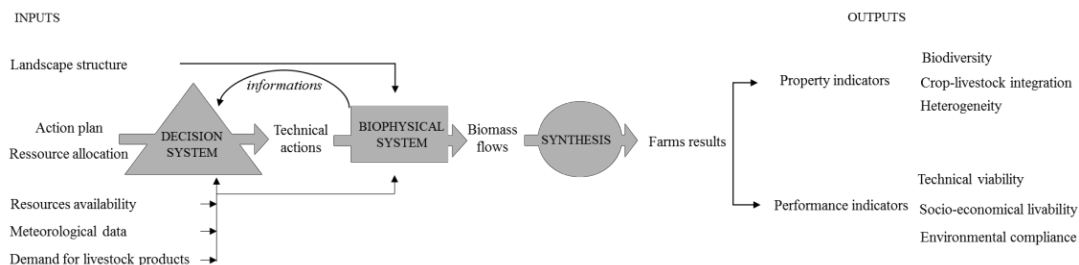 INPUTS
OUTPUTS
Landscape structure
informations
Action plan
Ressource allocation
DECISION
SYSTEM
Technical
actions
BIOPHYSICAL
SYSTEM
Biomass
flows
SYNTHESIS
Farms results
Property indicators
Biodiversity
Crop-livestock integration
Heterogeneity
Performance indicators
Technical viability
Socio-economical livability
Environmental compliance
Resources availability
Meteorological data
Demand for livestock products